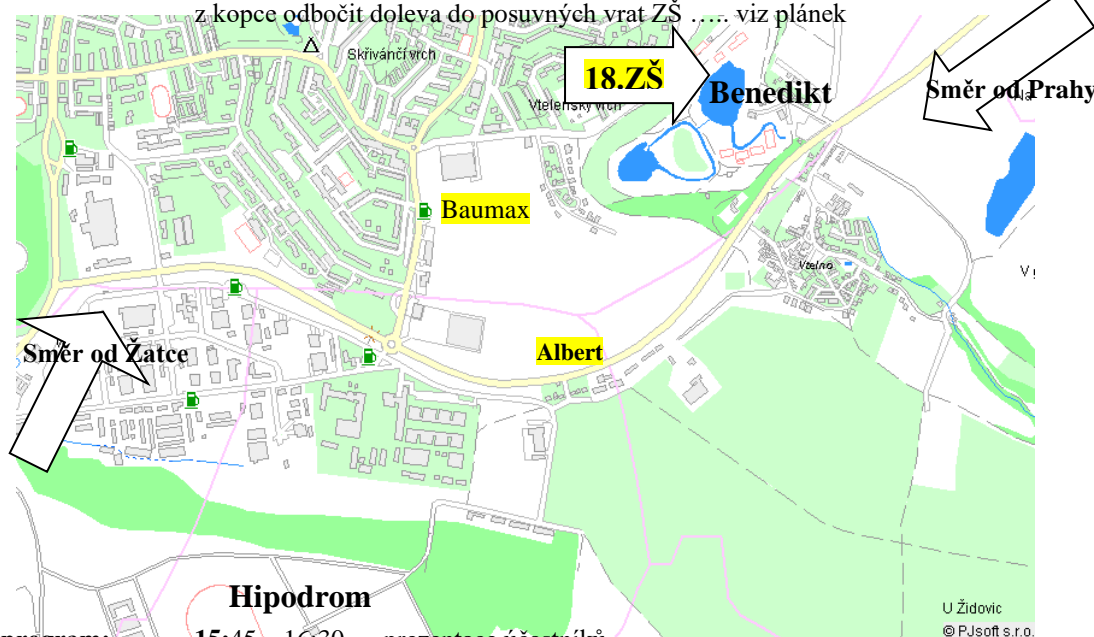 z kopce odbočit doleva do posuvných vrat ZŠ ….. viz plánek
Skřivánčí vrch
18.ZŠ
Vtelenský vrch
Benedikt
Směr od Prahy
Baumax
Vtelno
Směr od Žatce
Albert
Hipodrom
U Židovic
© PJsoft s.r.o.
program:
15:45 – 16:30
prezentace účastníků